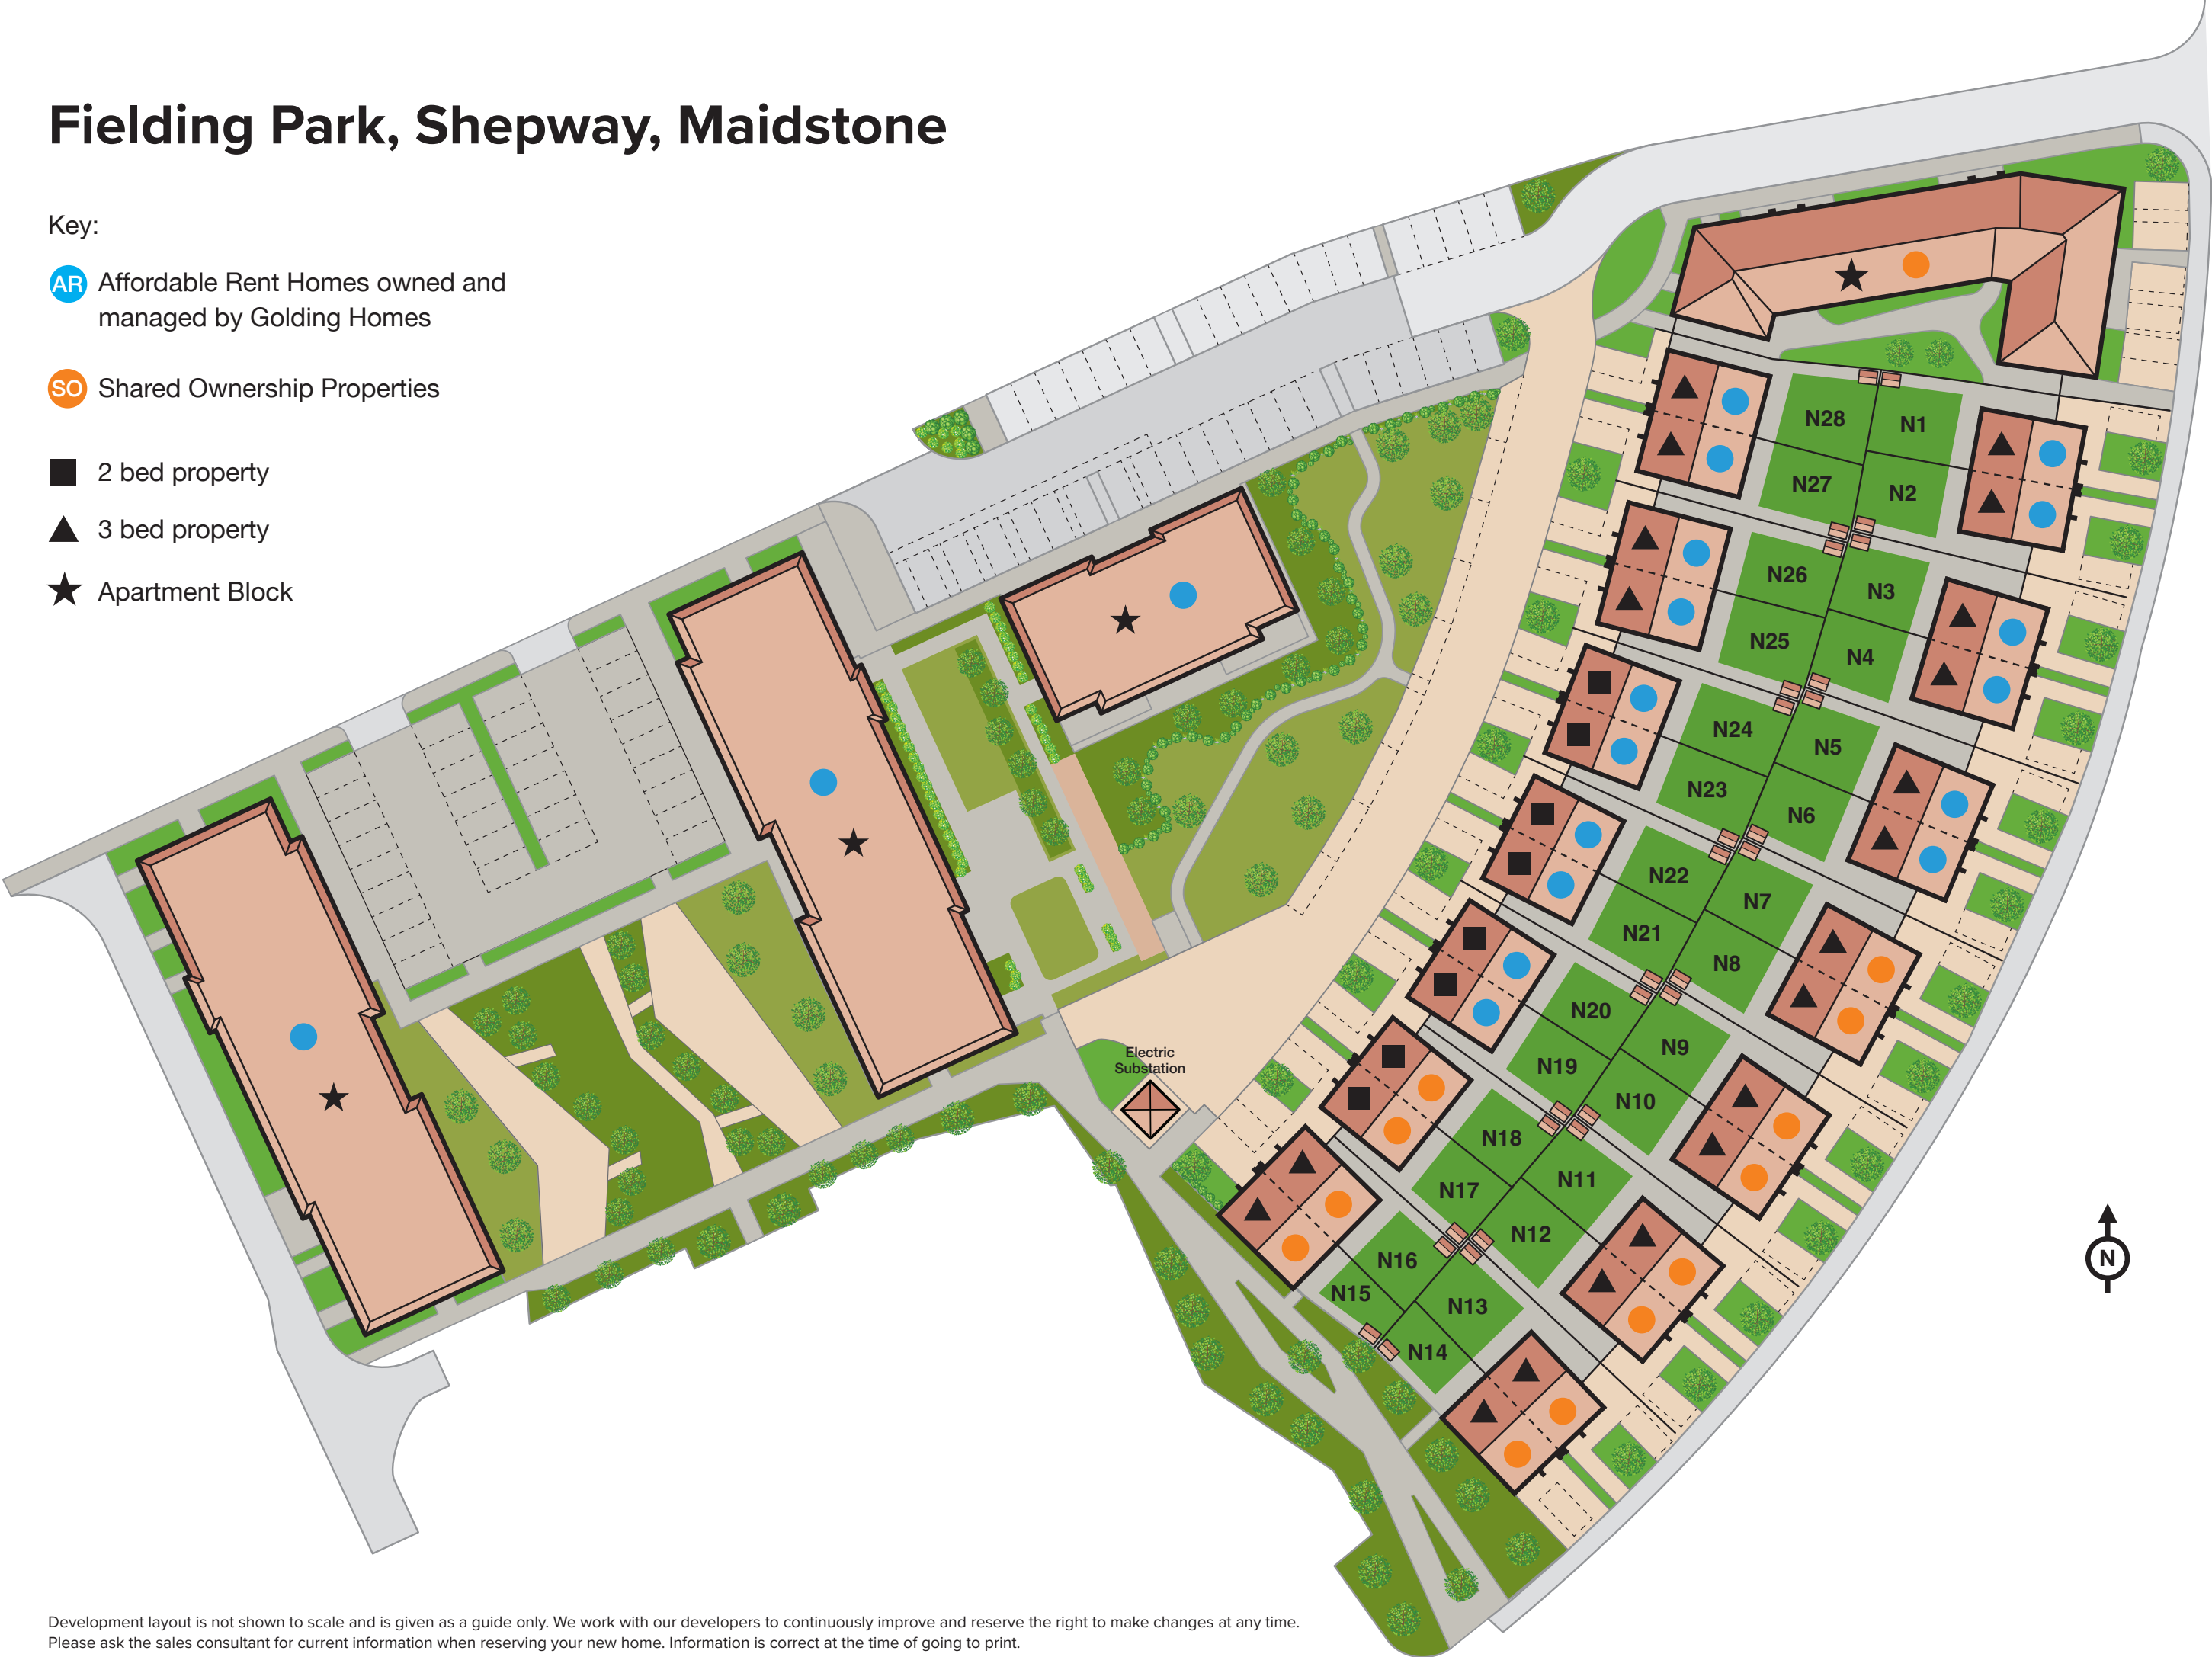 Fielding Park, Shepway, Maidstone
Key:
AR Affordable Rent Homes owned and
managed by Golding Homes
SO Shared Ownership Properties
2 bed property
3 bed property
Apartment Block
N28
N1
N27
N2
N26
N3
N25
N4
N24
N5
N23
N6
N22
N7
N21
N8
N20
N9
N19
N10
N18
N11
N17
N12
N16
N13
N15
N14
Electric
Substation
N
Development layout is not shown to scale and is given as a guide only. We work with our developers to continuously improve and reserve the right to make changes at any time.
Please ask the sales consultant for current information when reserving your new home. Information is correct at the time of going to print.